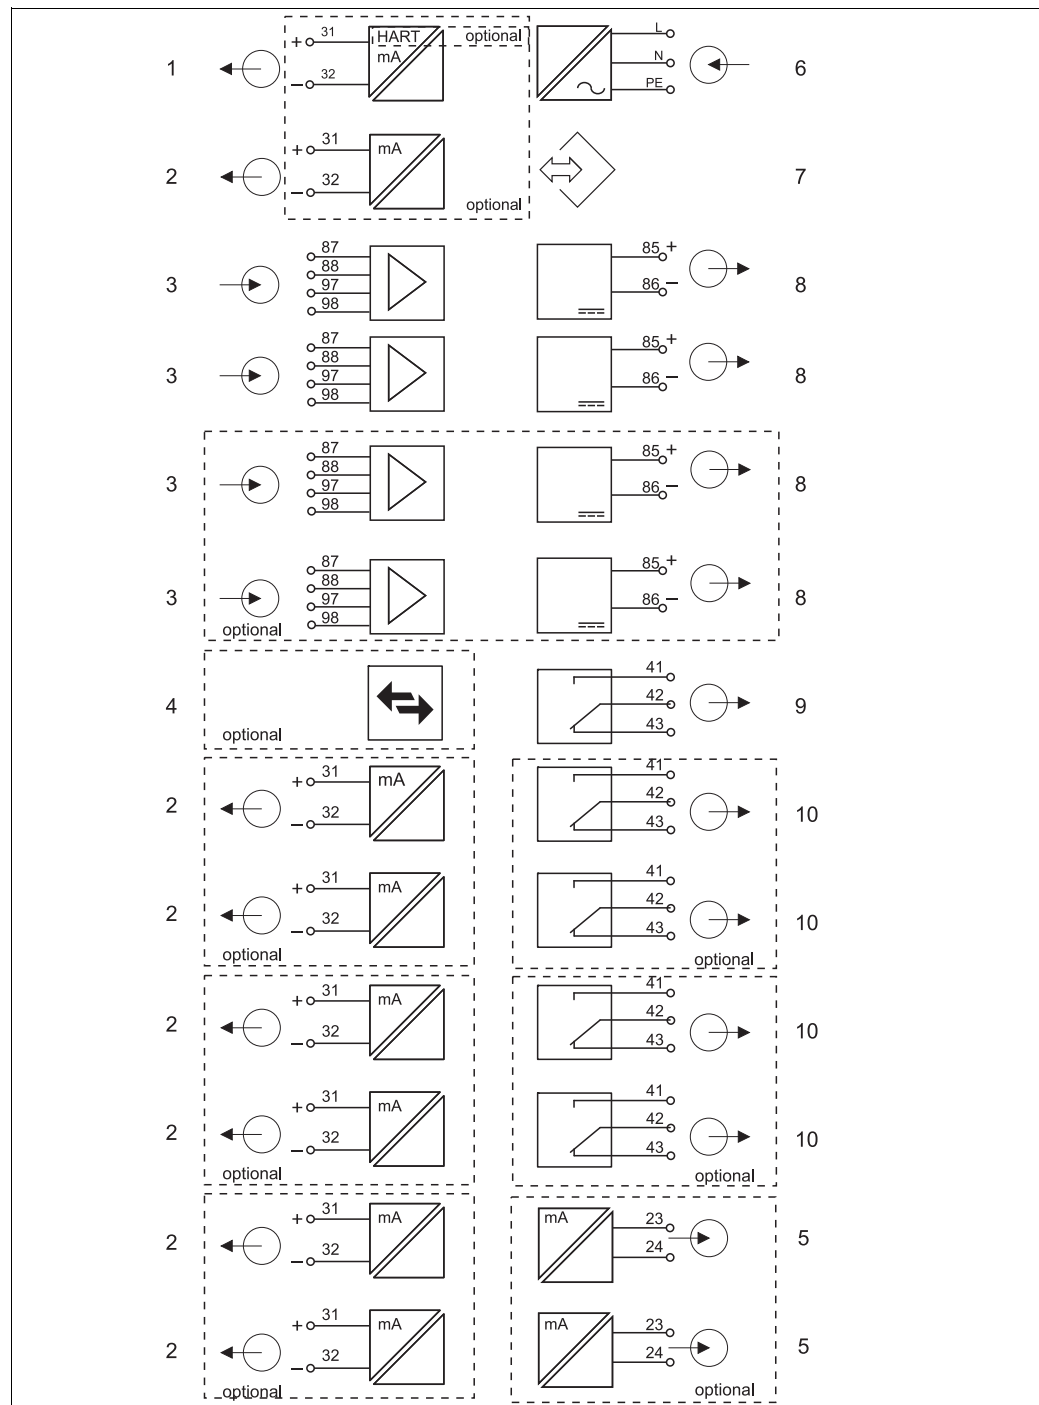 1 + 31 HART optional L 6
mA N
− 32 PE
2 + 31 mA 7
− 32
optional
3 87 85 + 8
88
97 86 −
98
3 87 85 + 8
88
97 86 −
98
3 87 85 + 8
88
97 86 −
98
3 87 85 + 8
88
97 86 −
98
optional
4 optional 41 9
42
43
2 + 31 mA 41 10
− 32 42
43
2 + 31 mA 41 10
− 32 42
43
optional optional
2 + 31 mA 41 10
− 32 42
43
2 + 31 mA 41 10
− 32 42
43
optional optional
2 + 31 mA mA 23 5
− 32 24
2 + 31 mA mA 23 5
− 32 24
optional optional